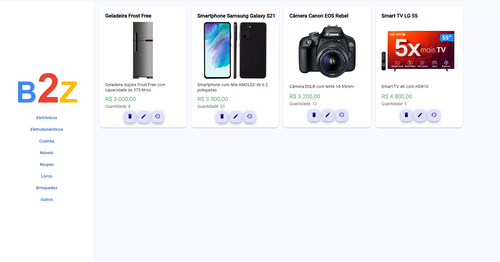 B2Z
Eletrônicos
Eletrodomésticos
Cozinha
Móveis
Roupas
Livros
Brinquedos
Outros
Geladeira Frost Free
Geladeira duplex Frost Free com
capacidade de 375 litros
R$ 3.000,00
Quantidade: 8
Smartphone Samsung Galaxy S21
Smartphone com tela AMOLED de 6.2
polegadas
R$ 3.500,00
Quantidade: 20
Câmera Canon EOS Rebel
Canon
Câmera DSLR com lente 18-55mm
R$ 3.200,00
Quantidade: 12
Smart TV LG 55
55"
5X
mais TV
Smart TV 4K com HDR10
R$ 4.800,00
Quantidade: 5